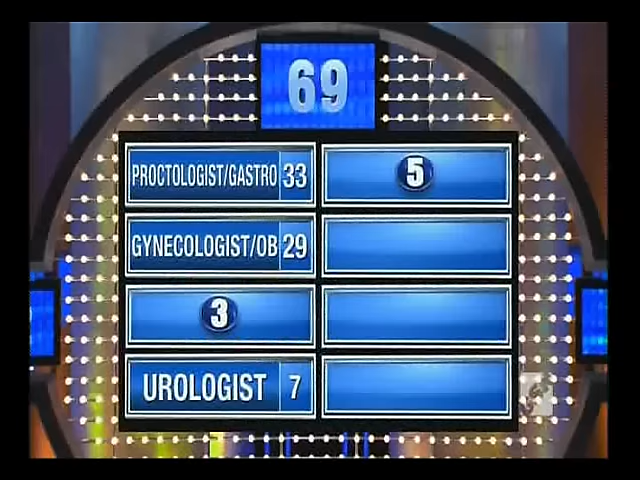 69
PROCTOLOGIST/GASTRO 33
5
GYNECOLOGIST/OB 29
3
UROLOGIST 7